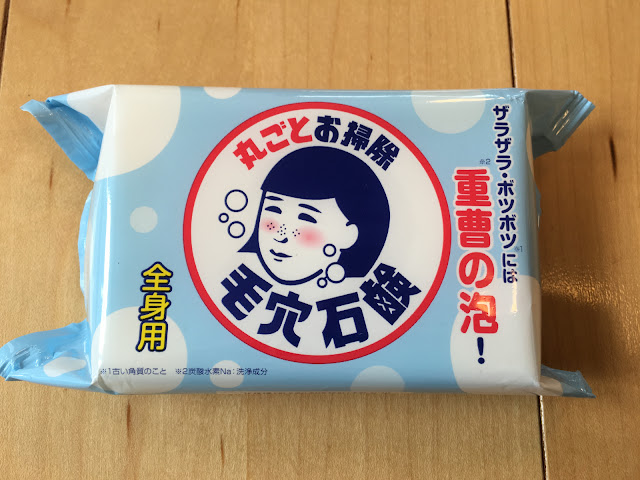 丸ごとお掃除
毛穴石鹸
ザラザラ・ボツボツ※1には
※2重曹の泡!
全身用
※1古い角質のこと ※2炭酸水素Na:洗浄成分